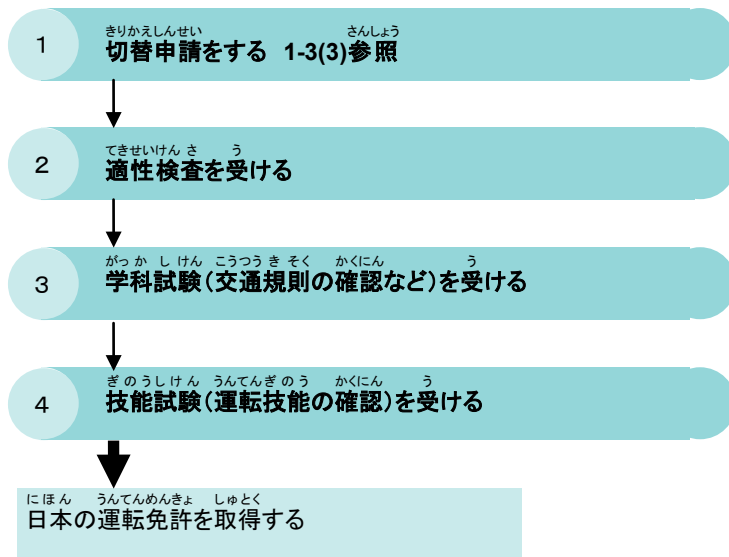 1
きりかえしんせい さんしょう
切替申請をする 1-3(3)参照
2
てきせいけんさ う
適性検査を受ける
3
がっかしけん こうつうきそく かくにん う
学科試験(交通規則の確認など)を受ける
4
ぎのうしけん うんてんぎのう かくにん う
技能試験(運転技能の確認)を受ける
にほん うんてんめんきょ しゅとく
日本の運転免許を取得する